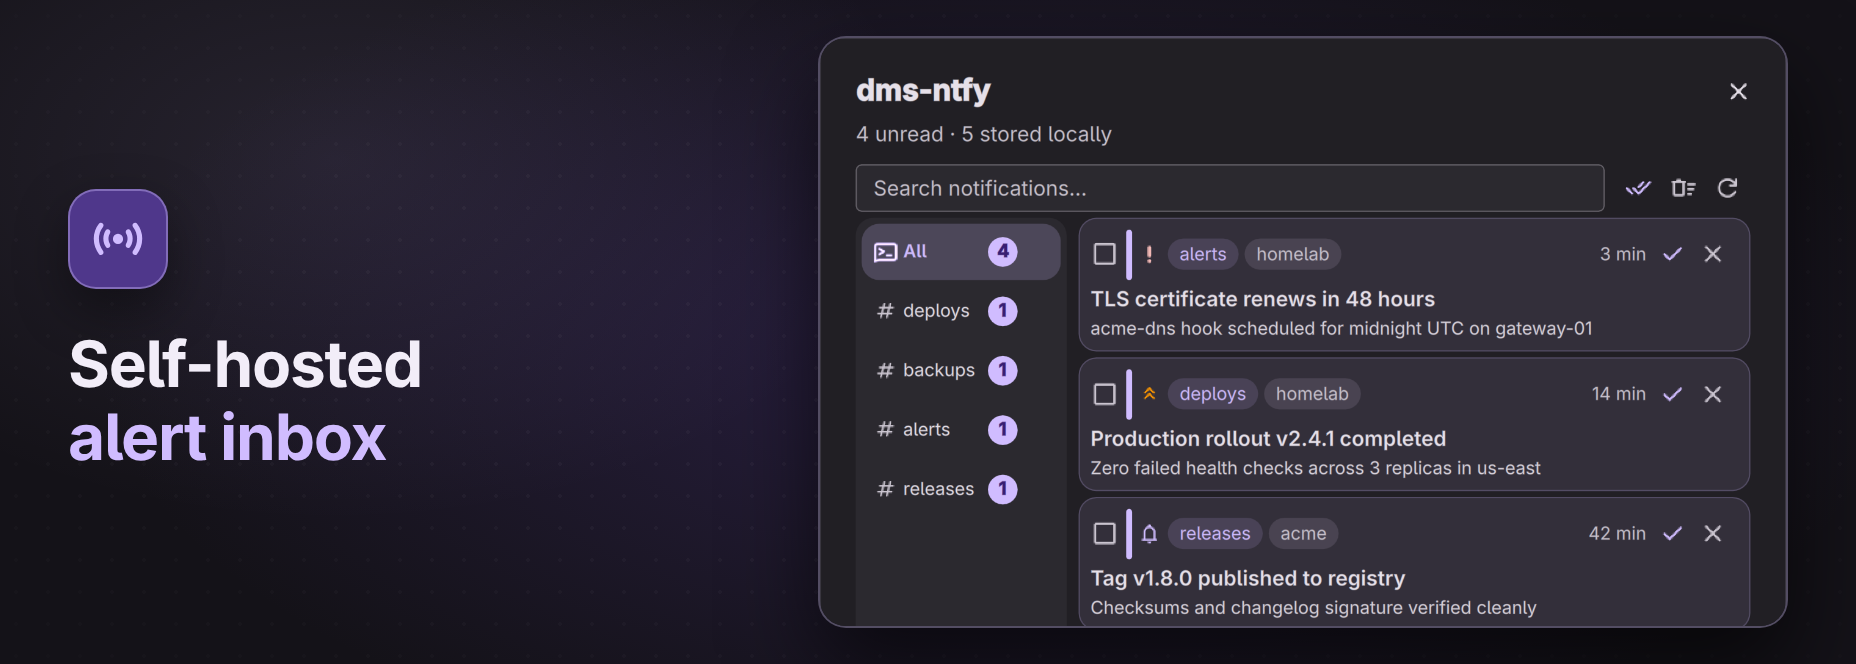 Self-hosted
alert inbox
dms-ntfy
4 unread · 5 stored locally
Search notifications...
All 4
# deploys 1
# backups 1
# alerts 1
# releases 1
alerts homelab 3 min
TLS certificate renews in 48 hours
acme-dns hook scheduled for midnight UTC on gateway-01
deploys homelab 14 min
Production rollout v2.4.1 completed
Zero failed health checks across 3 replicas in us-east
releases acme 42 min
Tag v1.8.0 published to registry
Checksums and changelog signature verified cleanly